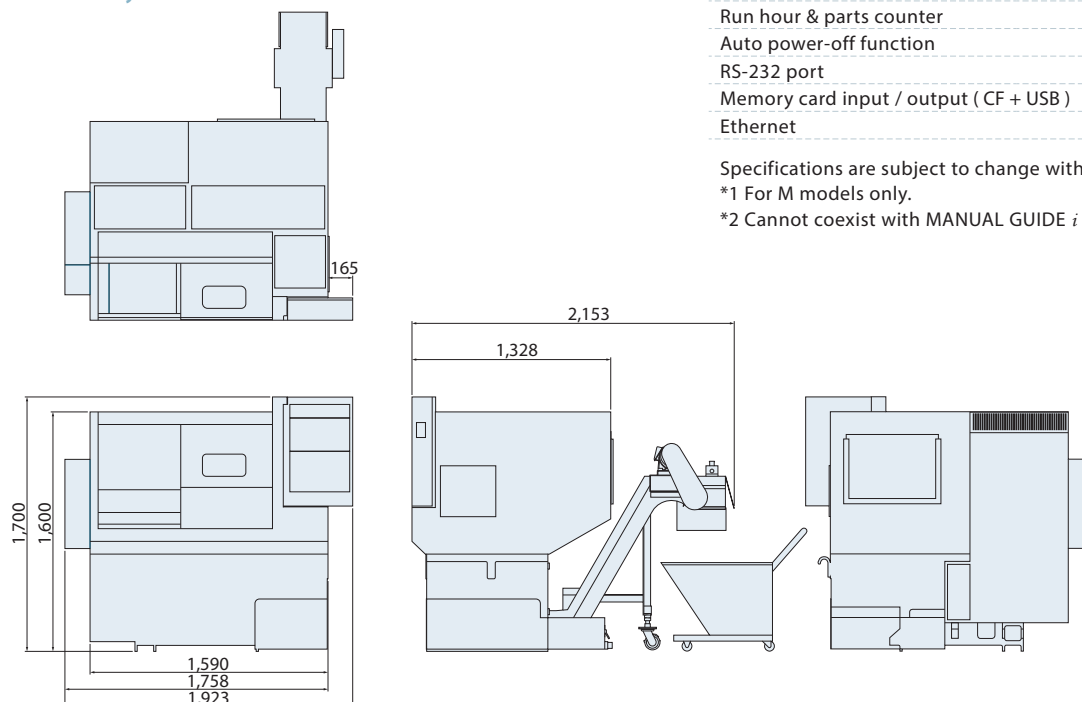 Run hour & parts counter
Auto power-off function
RS-232 port
Memory card input / output ( CF + USB )
Ethernet
Specifications are subject to change with
*1 For M models only.
*2 Cannot coexist with MANUAL GUIDE i
165
2,153
1,328
1,700
1,600
1,590
1,758
1,923